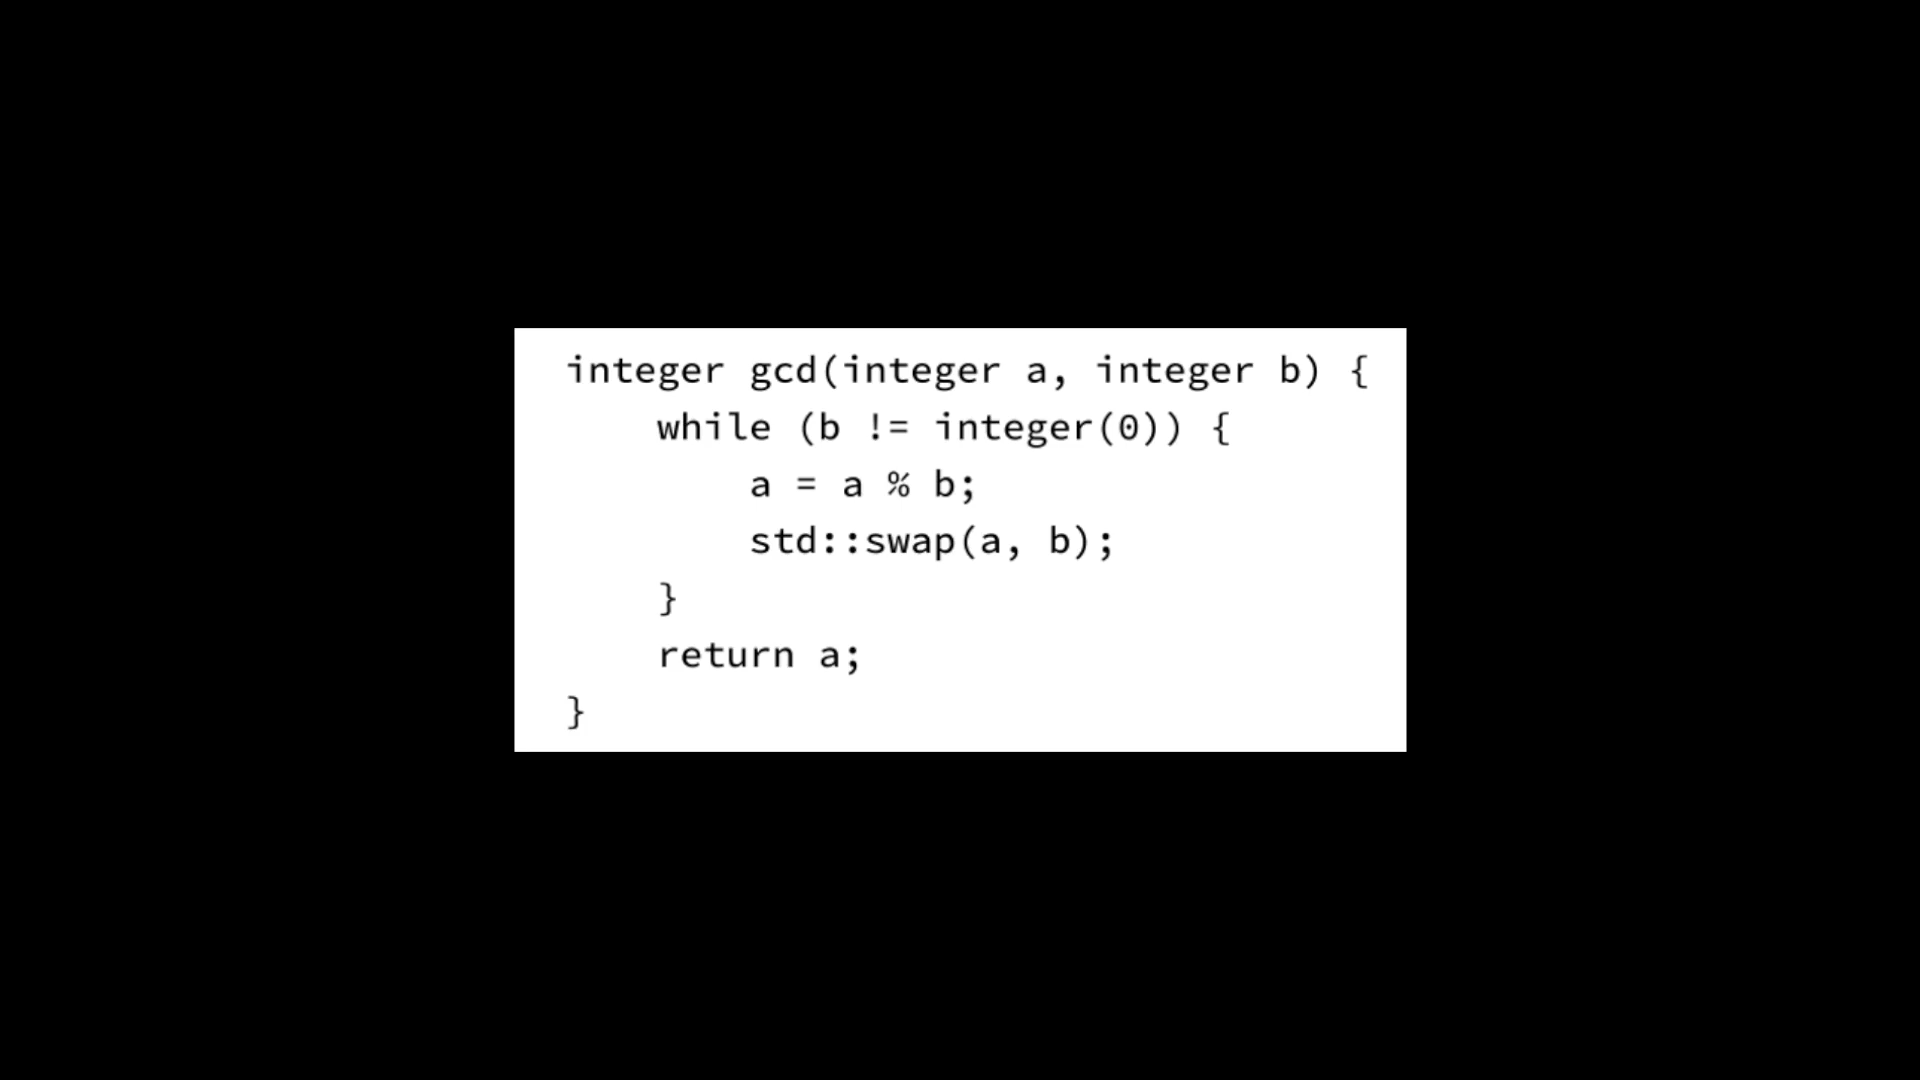 integer gcd(integer a, integer b) {
    while (b != integer(0)) {
        a = a % b;
        std::swap(a, b);
    }
    return a;
}